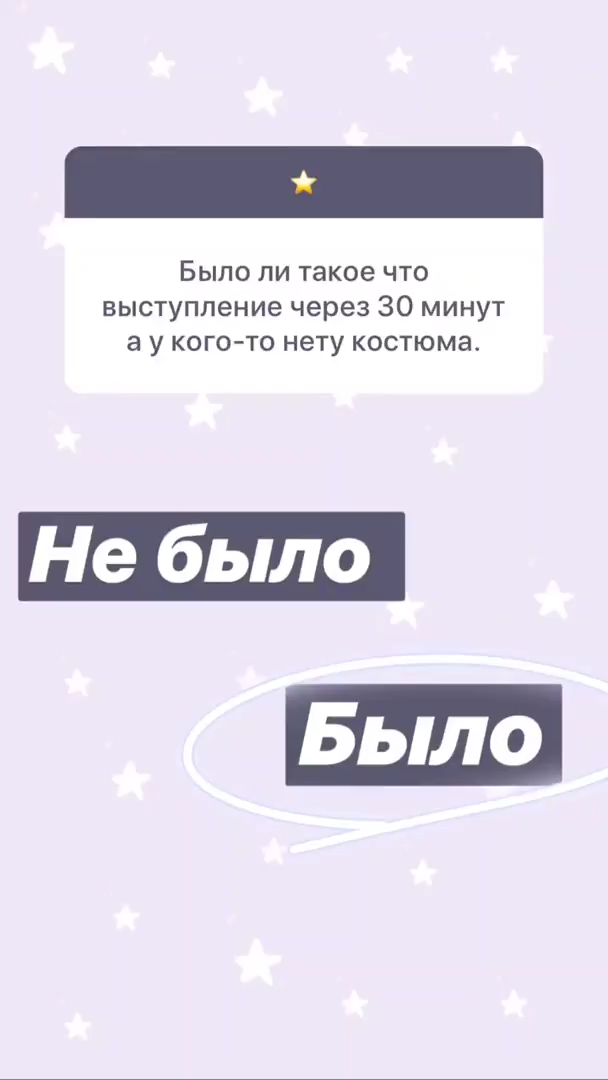 Было ли такое что
выступление через 30 минут
а у кого-то нету костюма.
Не было
Было